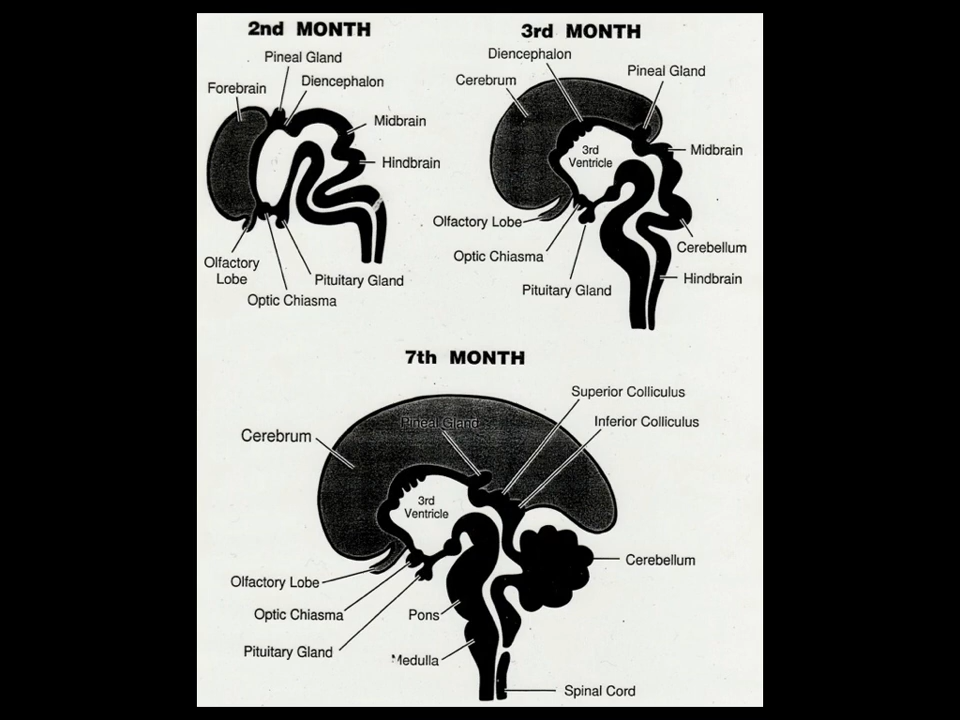 2nd MONTH
Pineal Gland
Forebrain
Diencephalon
Midbrain
Hindbrain
Olfactory
Lobe
Pituitary Gland
Optic Chiasma
3rd MONTH
Diencephalon
Cerebrum
Pineal Gland
3rd
Ventricle
Midbrain
Olfactory Lobe
Optic Chiasma
Pituitary Gland
Cerebellum
Hindbrain
7th MONTH
Superior Colliculus
Inferior Colliculus
Pineal Gland
Cerebrum
3rd
Ventricle
Cerebellum
Olfactory Lobe
Optic Chiasma
Pons
Pituitary Gland
Medulla
Spinal Cord